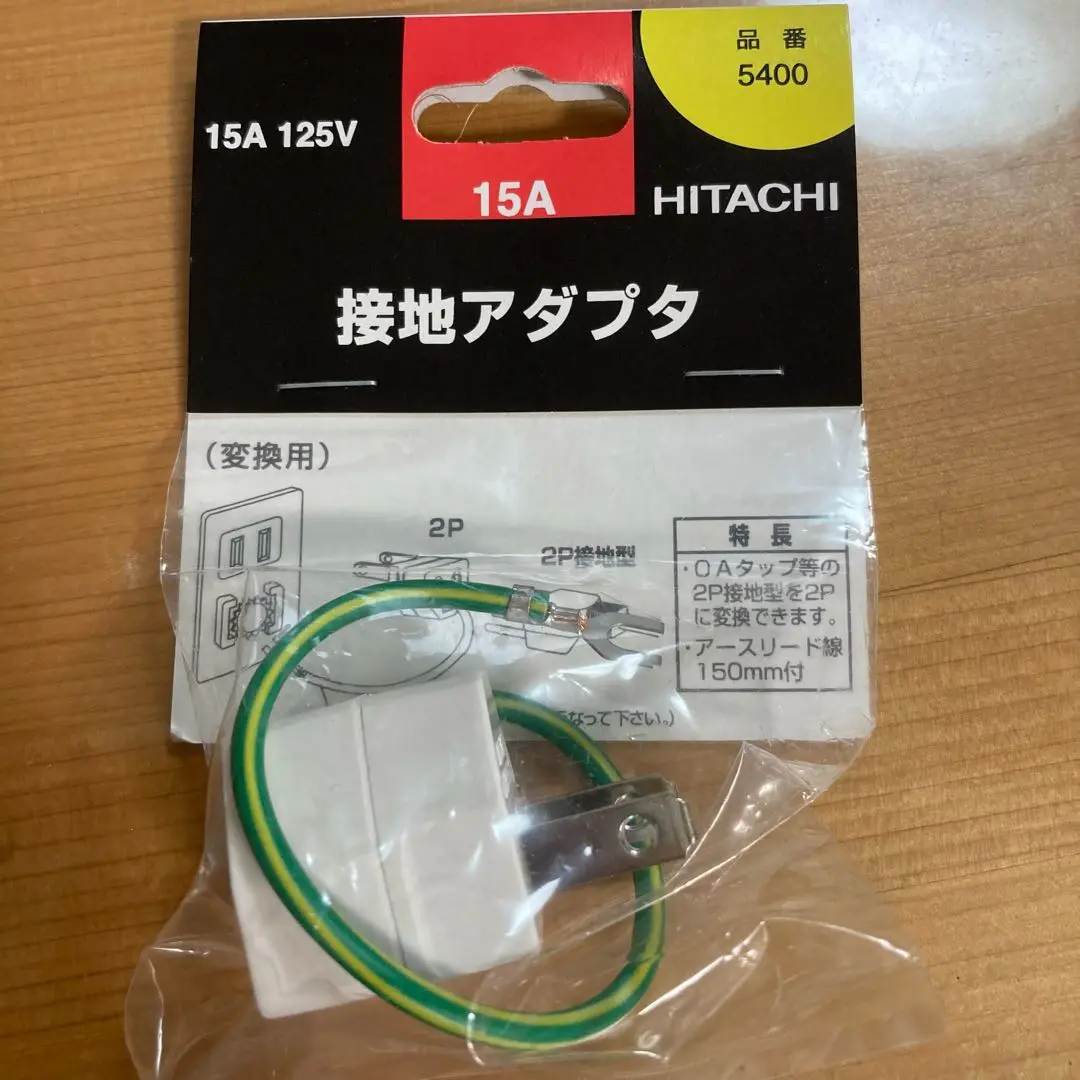 品 番
5400
15A 125V
15A
HITACHI
接地アダプタ
(変換用)
2P
2P接地型
特 長
・OAタップ等の
2P接地型を2P
に変換できます。
・アースリード線
150mm付
なって下さい。)